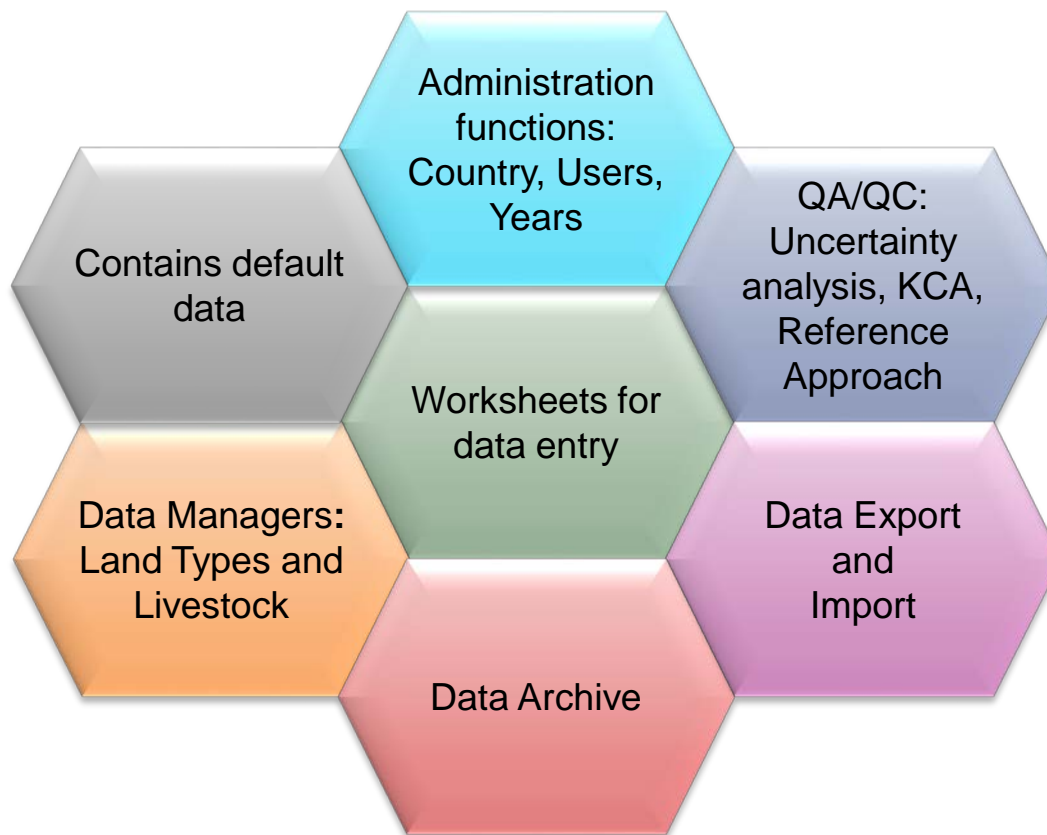 Administration
functions:
Country, Users,
Years
Contains default
data
QA/QC:
Uncertainty
analysis, KCA,
Reference
Approach
Worksheets for
data entry
Data Managers:
Land Types and
Livestock
Data Export
and
Import
Data Archive